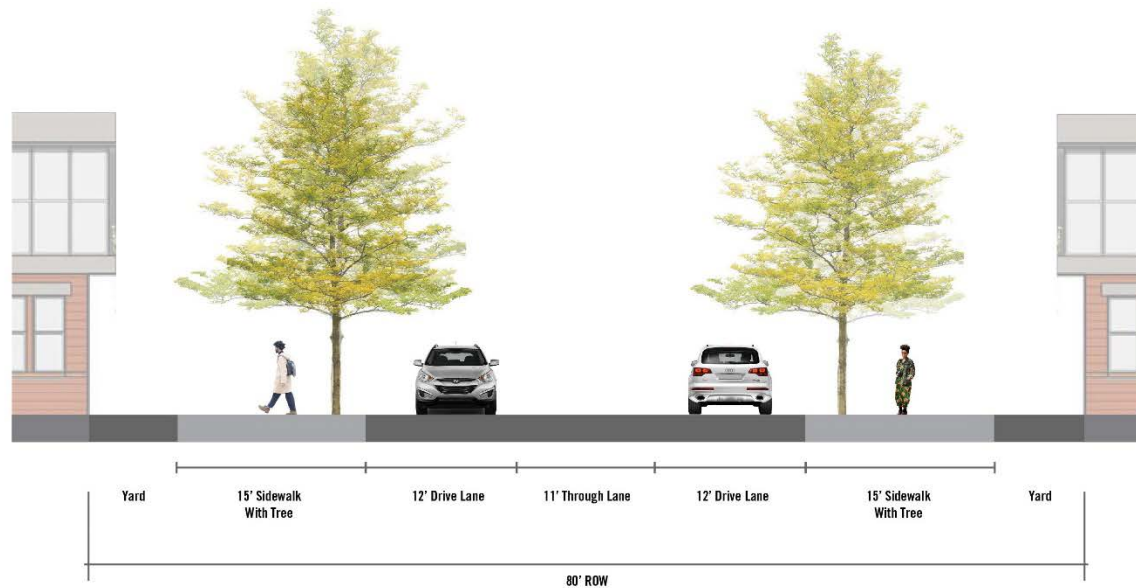 Yard
15' Sidewalk
With Tree
12' Drive Lane
11' Through Lane
12' Drive Lane
15' Sidewalk
With Tree
Yard
80' ROW